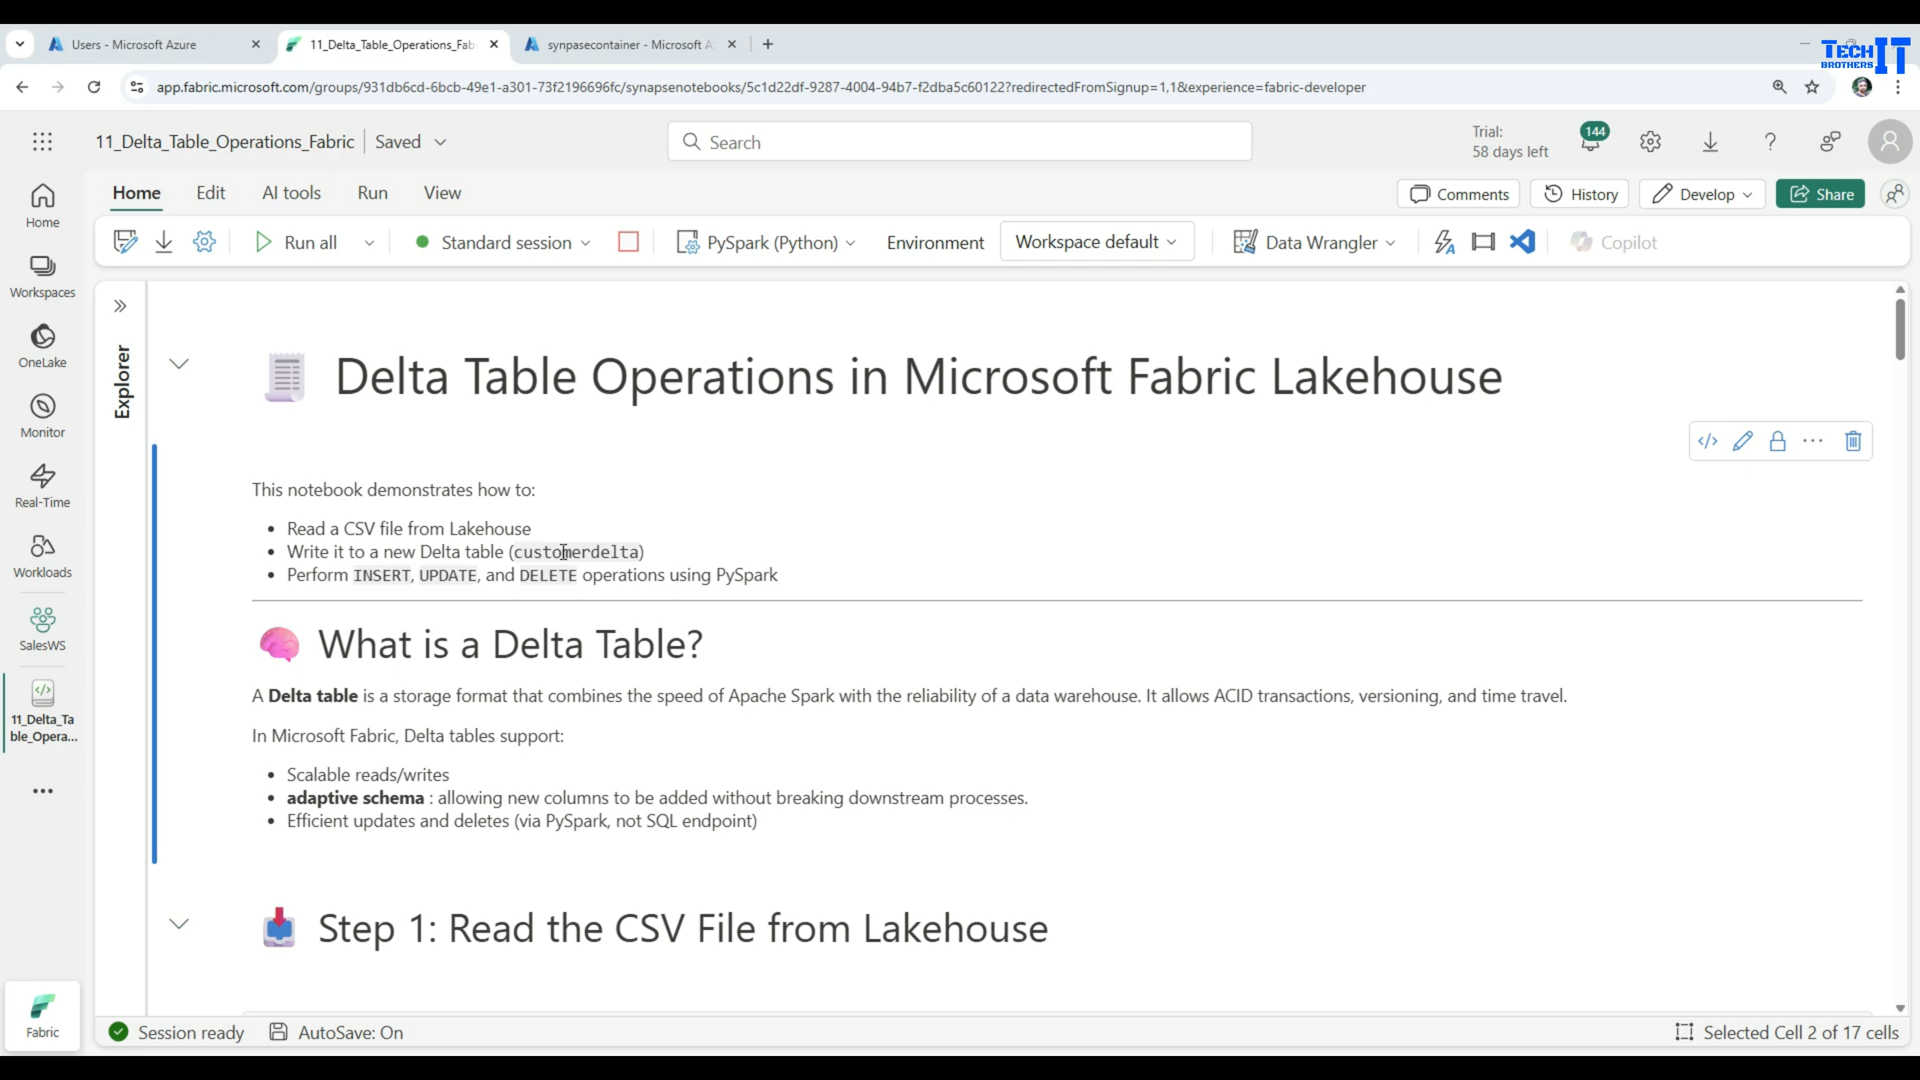 Users - Microsoft Azure
11_Delta_Table_Operations_Fab
synpasecontainer - Microsoft A
TECH BROTHERS IT
app.fabric.microsoft.com/groups/931db6cd-6bcb-49e1-a301-73f2196696fc/synapsenotebooks/5c1d22df-9287-4004-94b7-f2dba5c60122?redirectedFromSignup=1,1&experience=fabric-developer
11_Delta_Table_Operations_Fabric
Saved
Search
Trial:
58 days left
144
Home
Edit
AI tools
Run
View
Comments
History
Develop
Share
Run all
Standard session
PySpark (Python)
Environment
Workspace default
Data Wrangler
Copilot
Home
Workspaces
OneLake
Monitor
Real-Time
Workloads
SalesWS
11_Delta_Ta
ble_Opera...
Fabric
Explorer
Delta Table Operations in Microsoft Fabric Lakehouse
This notebook demonstrates how to:
• Read a CSV file from Lakehouse
• Write it to a new Delta table (customerdelta)
• Perform INSERT, UPDATE, and DELETE operations using PySpark
What is a Delta Table?
A Delta table is a storage format that combines the speed of Apache Spark with the reliability of a data warehouse. It allows ACID transactions, versioning, and time travel.
In Microsoft Fabric, Delta tables support:
• Scalable reads/writes
• adaptive schema : allowing new columns to be added without breaking downstream processes.
• Efficient updates and deletes (via PySpark, not SQL endpoint)
Step 1: Read the CSV File from Lakehouse
Session ready
AutoSave: On
Selected Cell 2 of 17 cells